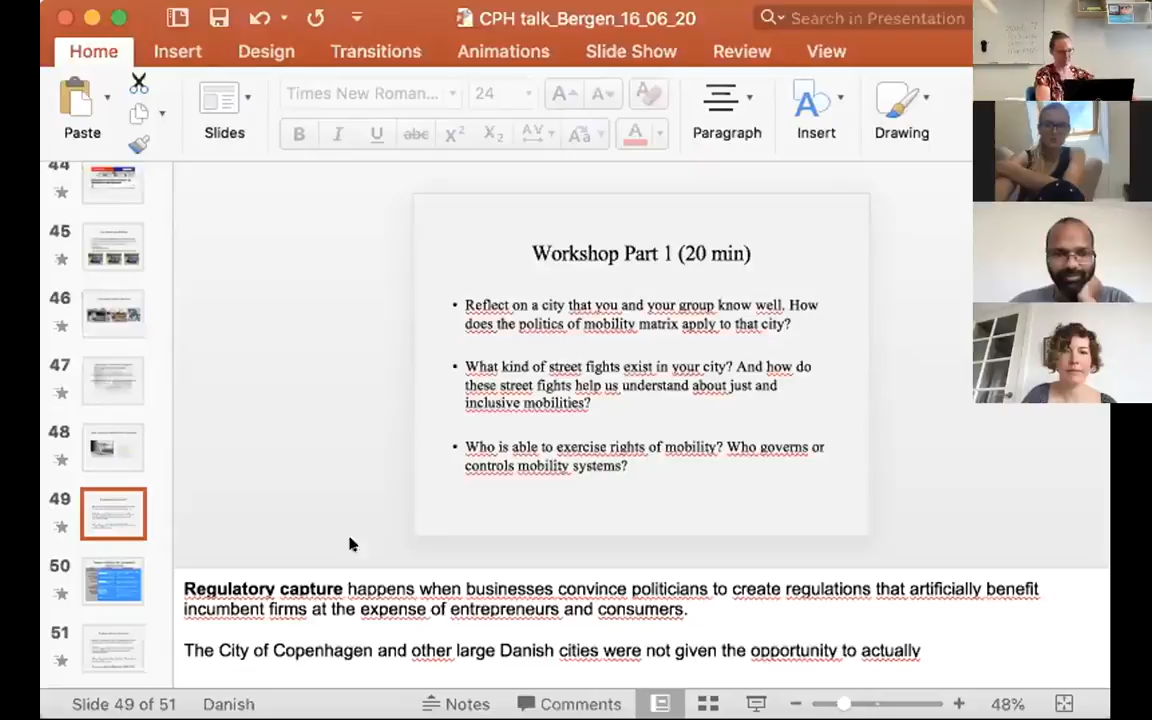 CPH talk_Bergen_16_06_20
Search in Presentation
Home Insert Design Transitions Animations Slide Show Review View
Times New Roman... 24
Paste Slides Paragraph Insert Drawing
B I U abc X² X₂ AV Aa A
44
45
46
47
48
49
50
51
Workshop Part 1 (20 min)
• Reflect on a city that you and your group know well. How
does the politics of mobility matrix apply to that city?
• What kind of street fights exist in your city? And how do
these street fights help us understand about just and
inclusive mobilities?
• Who is able to exercise rights of mobility? Who governs or
controls mobility systems?
Regulatory capture happens when businesses convince politicians to create regulations that artificially benefit
incumbent firms at the expense of entrepreneurs and consumers.
The City of Copenhagen and other large Danish cities were not given the opportunity to actually
Slide 49 of 51 Danish Notes Comments 48%